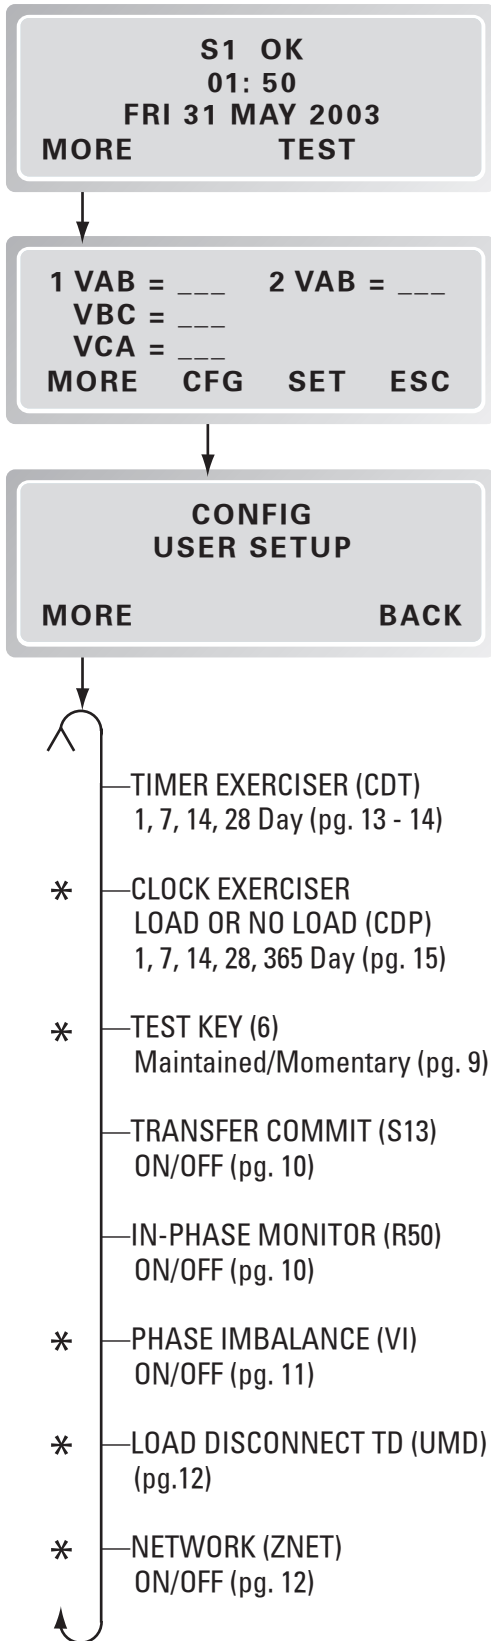 S1 OK
01: 50
FRI 31 MAY 2003
MORE TEST
1 VAB = ___ 2 VAB = ___
VBC = ___
VCA = ___
MORE CFG SET ESC
CONFIG
USER SETUP
MORE BACK
TIMER EXERCISER (CDT)
1, 7, 14, 28 Day (pg. 13 - 14)
* CLOCK EXERCISER
LOAD OR NO LOAD (CDP)
1, 7, 14, 28, 365 Day (pg. 15)
* TEST KEY (6)
Maintained/Momentary (pg. 9)
TRANSFER COMMIT (S13)
ON/OFF (pg. 10)
IN-PHASE MONITOR (R50)
ON/OFF (pg. 10)
* PHASE IMBALANCE (VI)
ON/OFF (pg. 11)
* LOAD DISCONNECT TD (UMD)
(pg.12)
* NETWORK (ZNET)
ON/OFF (pg. 12)